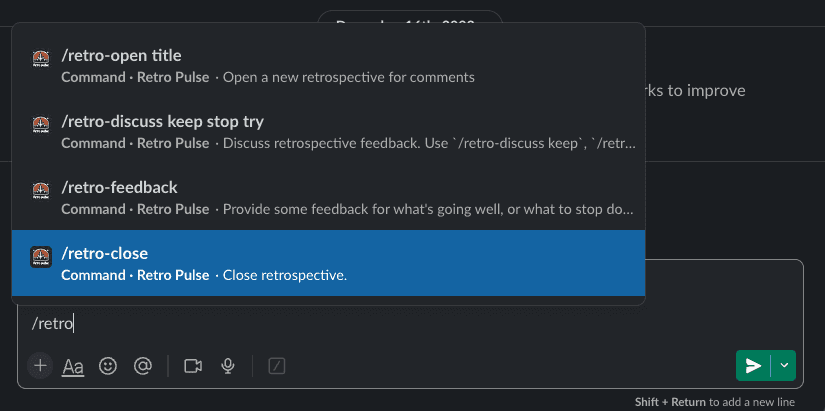 /retro-open title
Command · Retro Pulse · Open a new retrospective for comments
rks to improve
/retro-discuss keep stop try
Command · Retro Pulse · Discuss retrospective feedback. Use `/retro-discuss keep`, `/retr...
/retro-feedback
Command · Retro Pulse · Provide some feedback for what's going well, or what to stop do...
/retro-close
Command · Retro Pulse · Close retrospective.
/retro
Aa
Shift + Return to add a new line